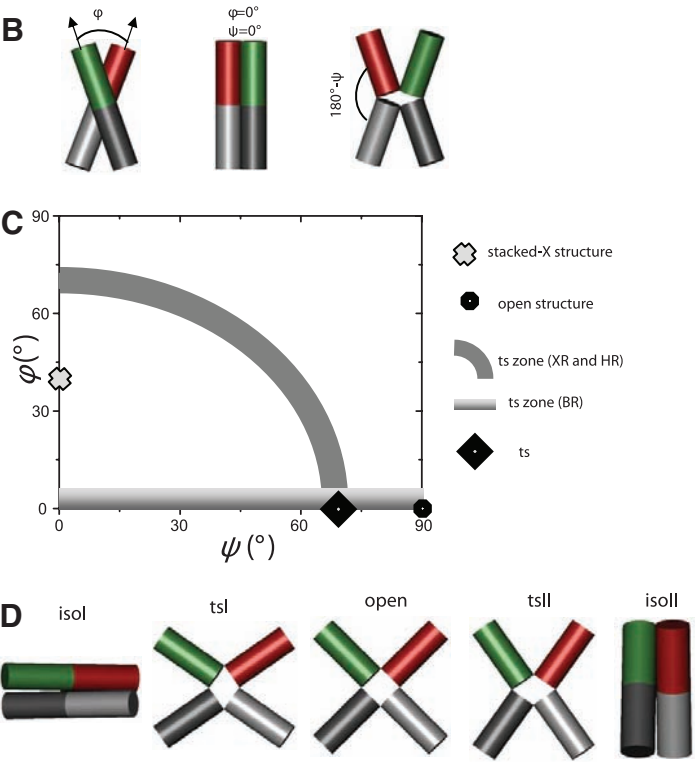 B
φ
φ=0°
ψ=0°
180°-ψ
C
90
60
30
0
φ(°)
0
30
60
90
ψ(°)
stacked-X structure
open structure
ts zone (XR and HR)
ts zone (BR)
ts
D
isoI
tsI
open
tsII
isoII